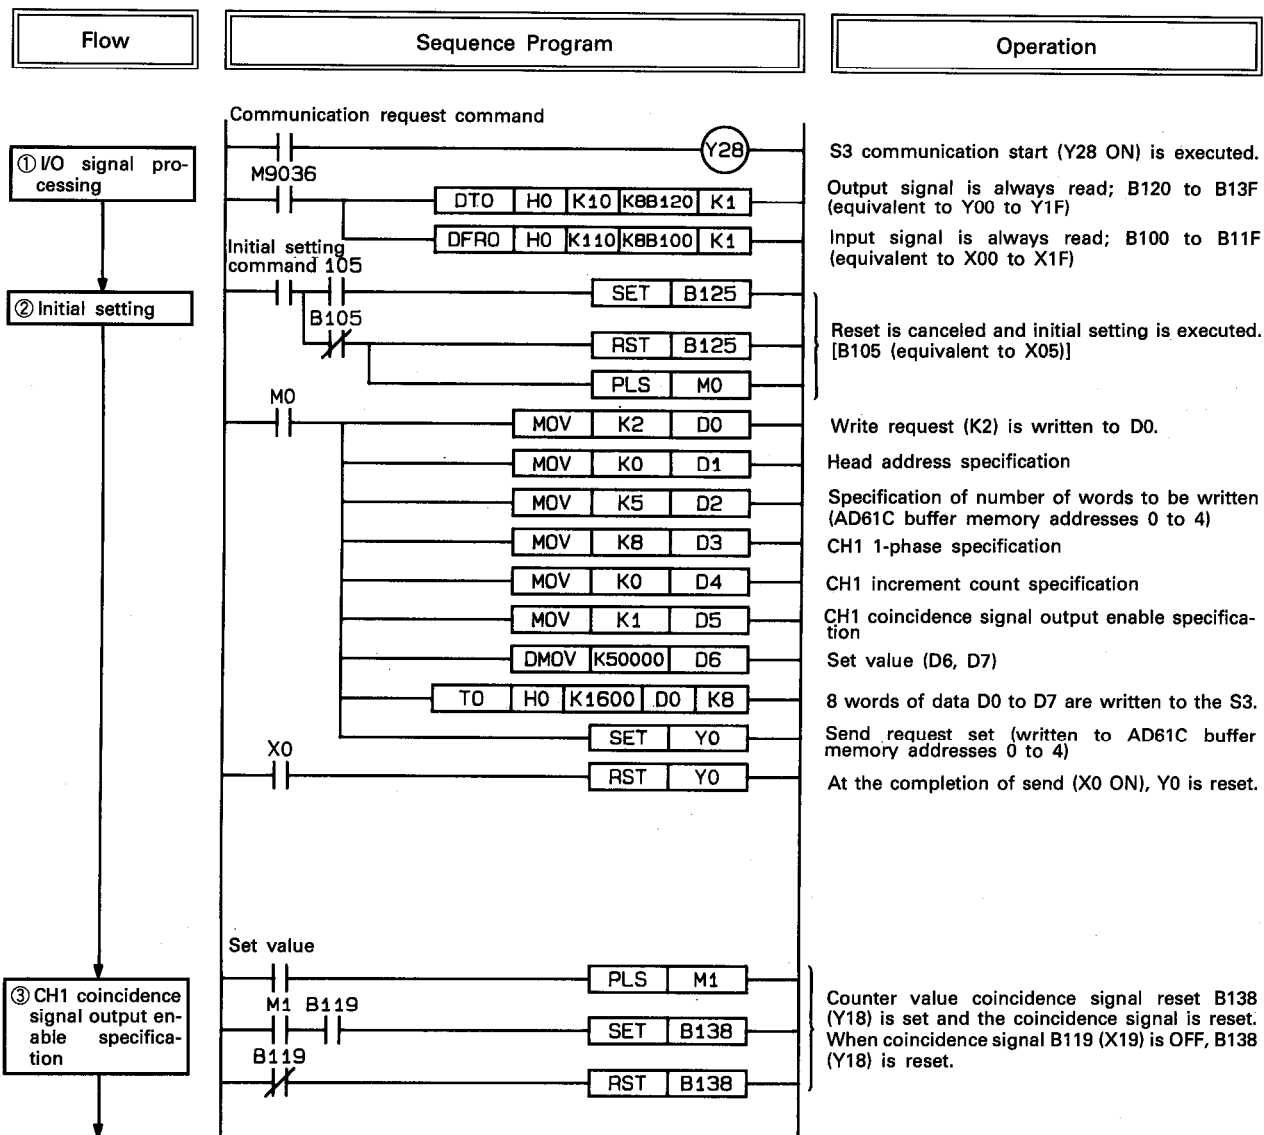 Flow
Sequence Program
Operation
Communication request command
Y28
S3 communication start (Y28 ON) is executed.
① I/O signal pro-
cessing
M9036
DTO H0 K10 K8B120 K1
Output signal is always read; B120 to B13F
(equivalent to Y00 to Y1F)
DFRO H0 K110 K8B100 K1
Input signal is always read; B100 to B11F
(equivalent to X00 to X1F)
Initial setting
command 105
② Initial setting
SET B125
B105
RST B125
Reset is canceled and initial setting is executed.
[B105 (equivalent to X05)]
PLS M0
M0
MOV K2 D0
Write request (K2) is written to D0.
MOV K0 D1
Head address specification
MOV K5 D2
Specification of number of words to be written
(AD61C buffer memory addresses 0 to 4)
MOV K8 D3
CH1 1-phase specification
MOV K0 D4
CH1 increment count specification
MOV K1 D5
CH1 coincidence signal output enable specifica-
tion
DMOV K50000 D6
Set value (D6, D7)
TO H0 K1600 D0 K8
8 words of data D0 to D7 are written to the S3.
SET Y0
Send request set (written to AD61C buffer
memory addresses 0 to 4)
X0
RST Y0
At the completion of send (X0 ON), Y0 is reset.
Set value
PLS M1
③ CH1 coincidence
signal output en-
able specifica-
tion
M1 B119
SET B138
B119
RST B138
Counter value coincidence signal reset B138
(Y18) is set and the coincidence signal is reset.
When coincidence signal B119 (X19) is OFF, B138
(Y18) is reset.